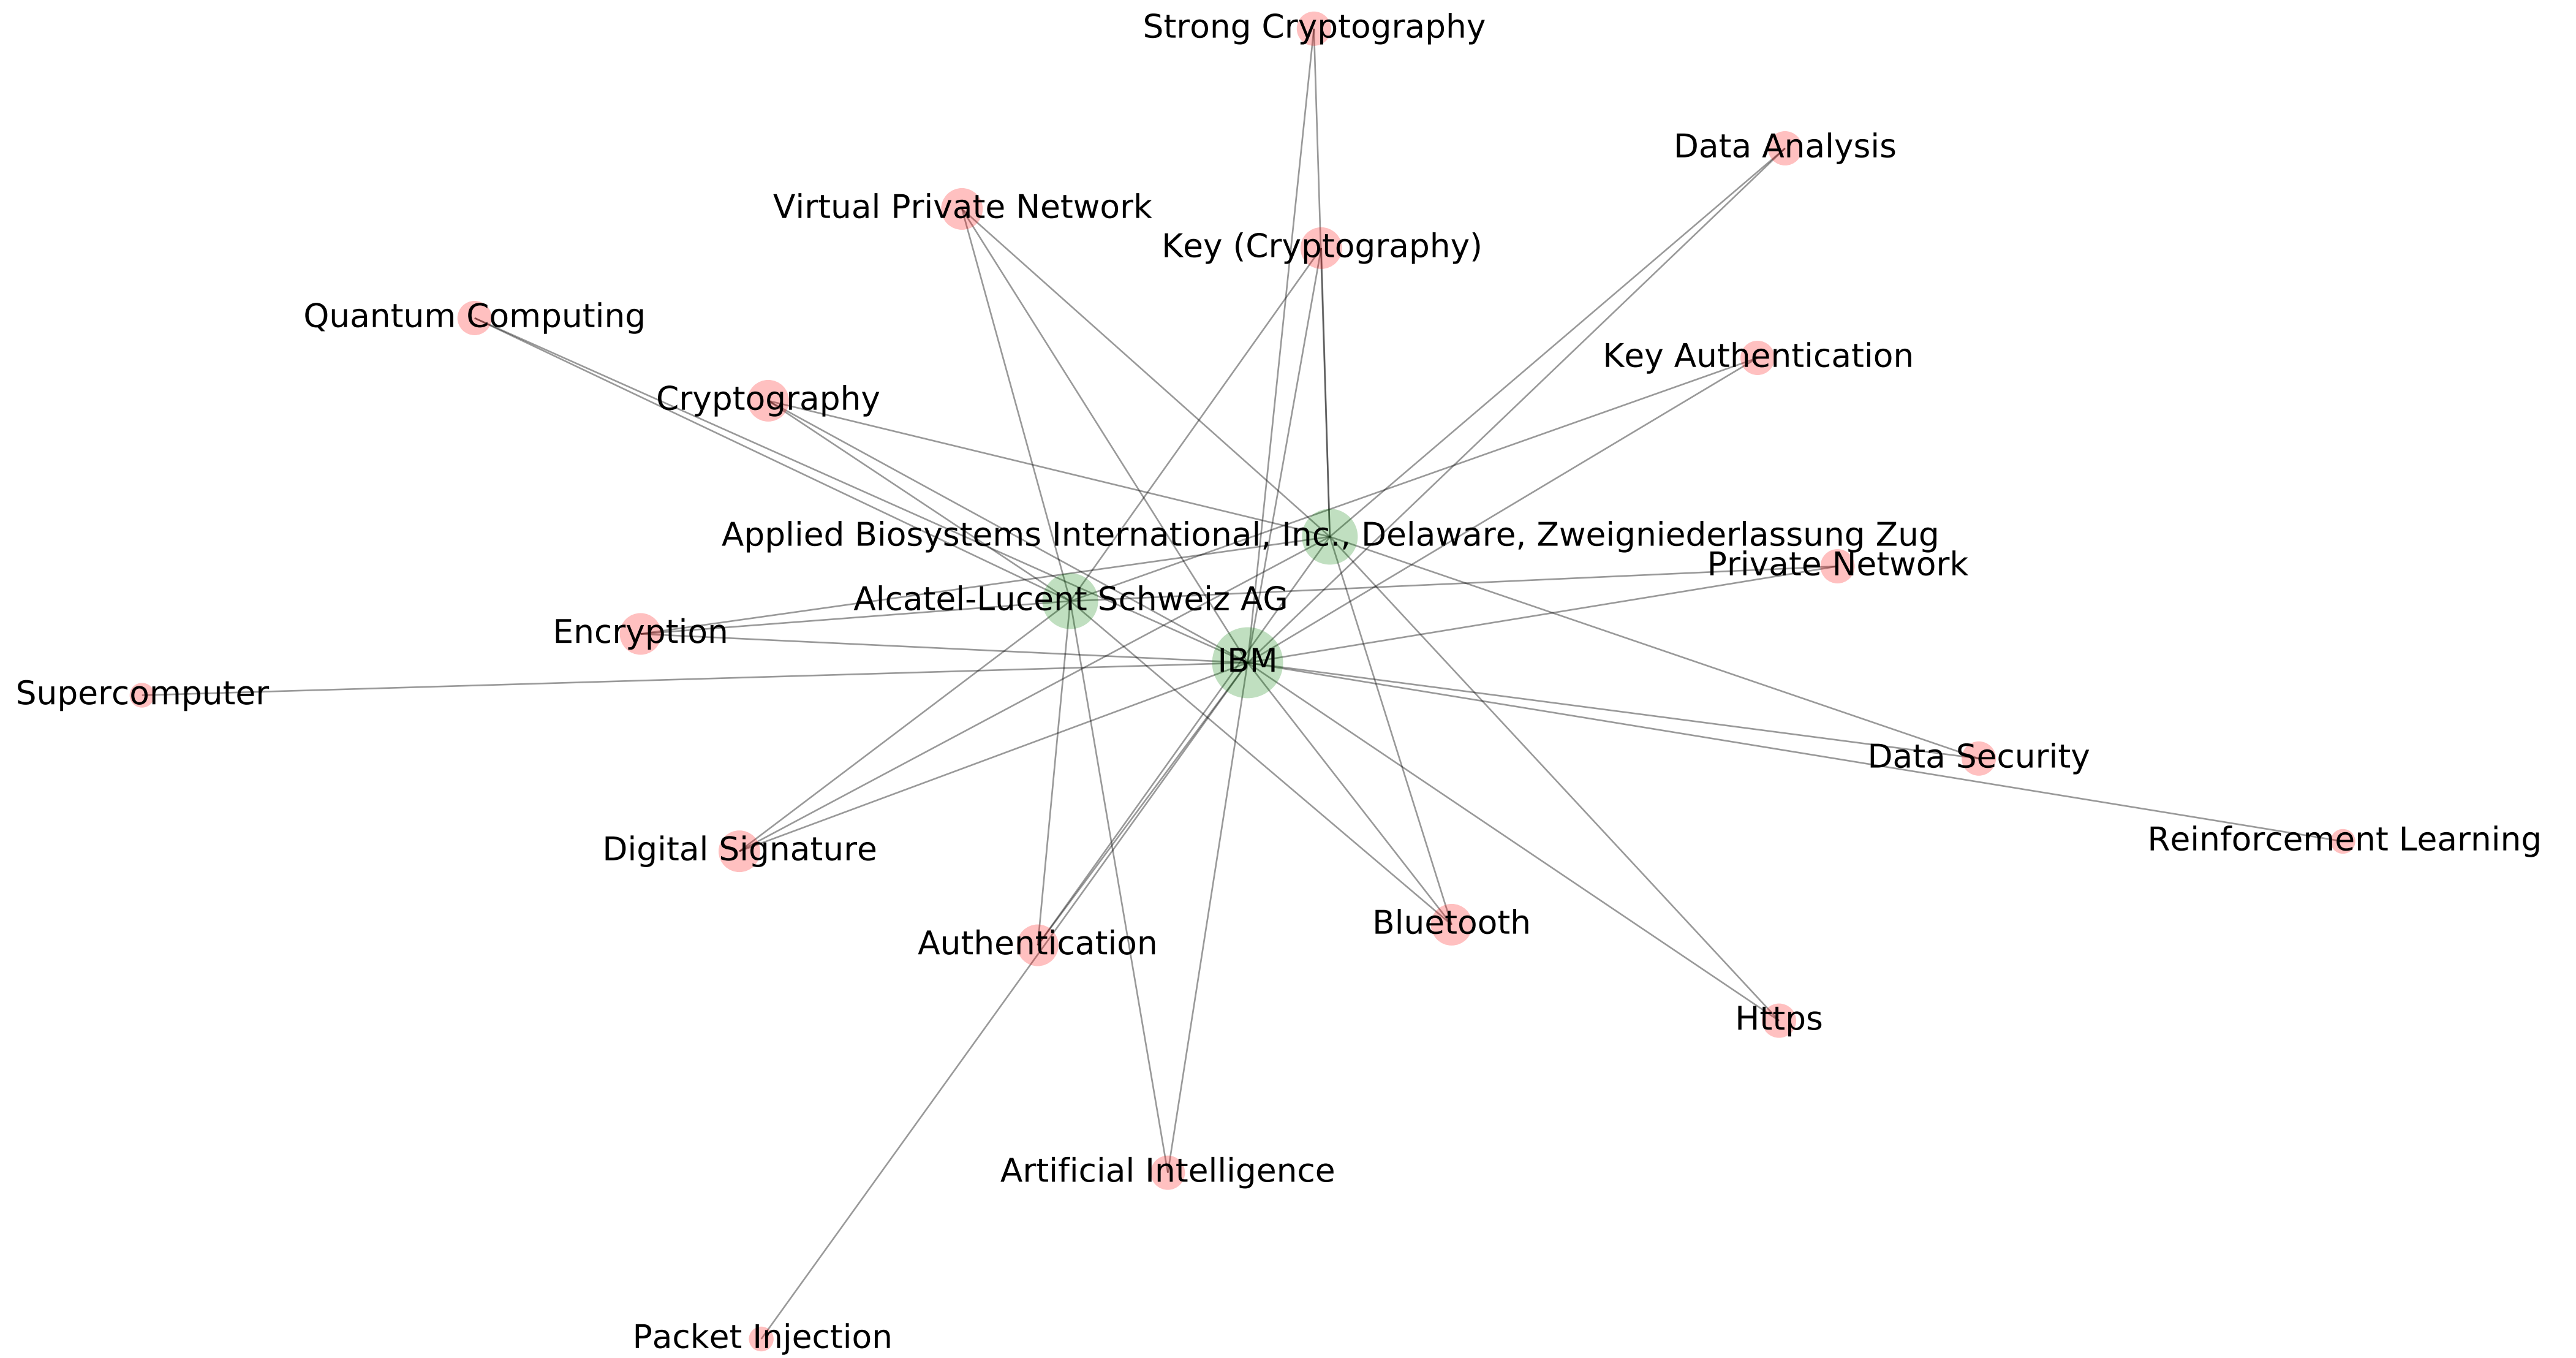 Strong Cryptography
Data Analysis
Virtual Private Network
Key (Cryptography)
Quantum Computing
Key Authentication
Cryptography
Applied Biosystems International, Inc., Delaware, Zweigniederlassung Zug
Private Network
Alcatel-Lucent Schweiz AG
Encryption
IBM
Supercomputer
Data Security
Reinforcement Learning
Digital Signature
Bluetooth
Authentication
Https
Artificial Intelligence
Packet Injection